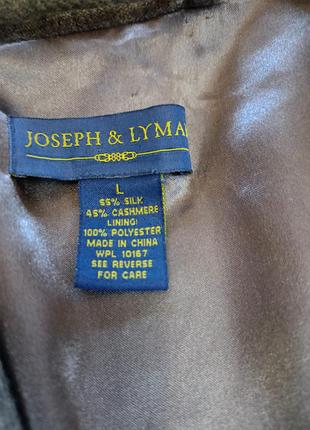 JOSEPH & LYMA
L
55% SILK
45% CASHMERE
LINING:
100% POLYESTER
MADE IN CHINA
WPL 10167
SEE REVERSE
FOR CARE